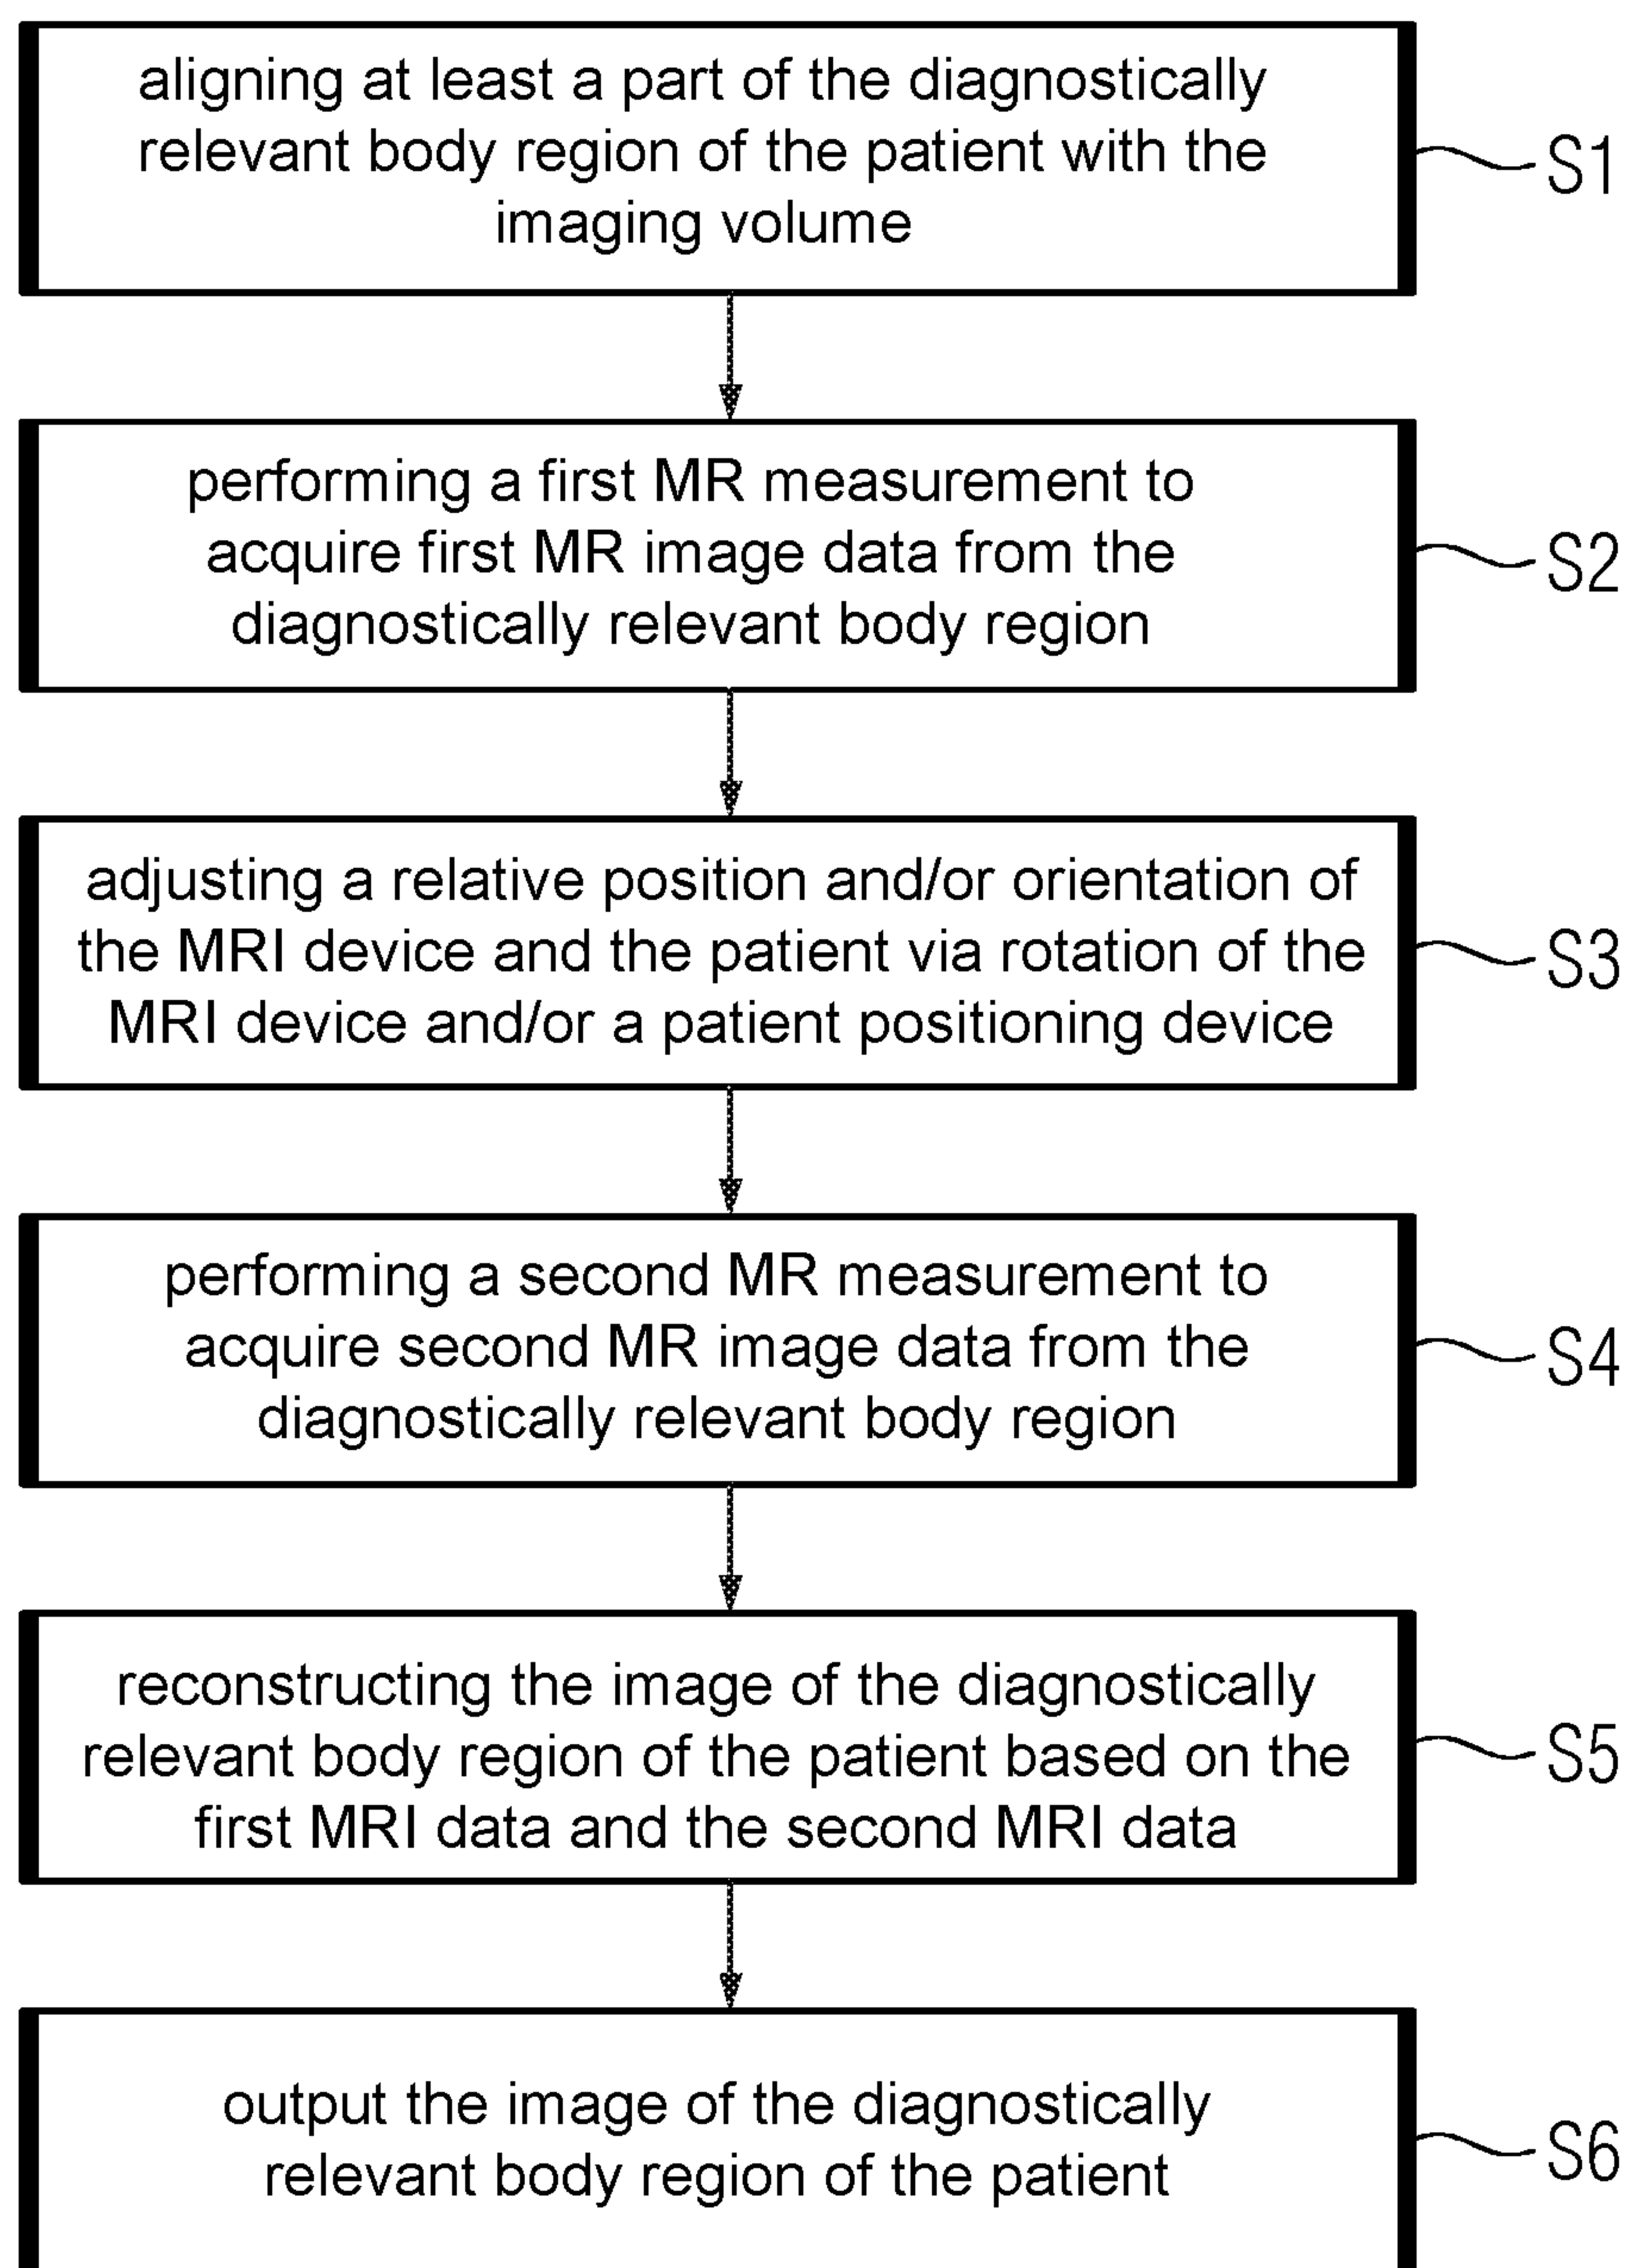 aligning at least a part of the diagnostically
relevant body region of the patient with the
imaging volume
S1
performing a first MR measurement to
acquire first MR image data from the
diagnostically relevant body region
S2
adjusting a relative position and/or orientation of
the MRI device and the patient via rotation of the
MRI device and/or a patient positioning device
S3
performing a second MR measurement to
acquire second MR image data from the
diagnostically relevant body region
S4
reconstructing the image of the diagnostically
relevant body region of the patient based on the
first MRI data and the second MRI data
S5
output the image of the diagnostically
relevant body region of the patient
S6